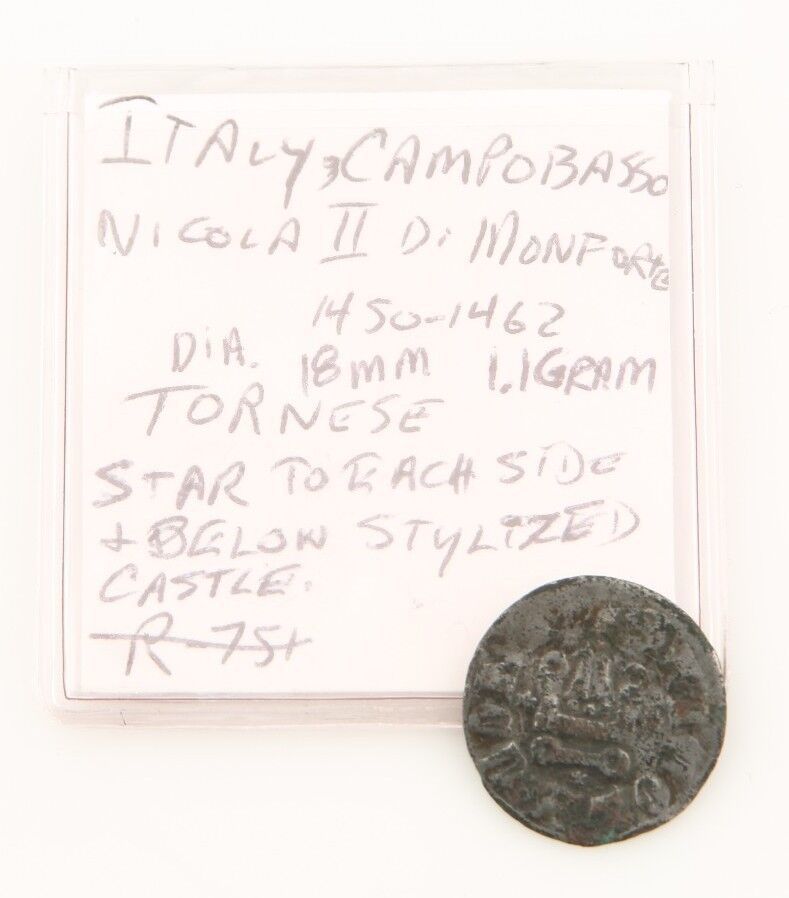 ITALY, CAMPOBASSO
NICOLA II Di MONFORTE
1450-1462
DiA. 18MM 1.1GRAM
TORNESE
STAR TO EACH SIDE
+ BELOW STYLIZED
CASTLE.
R-75+